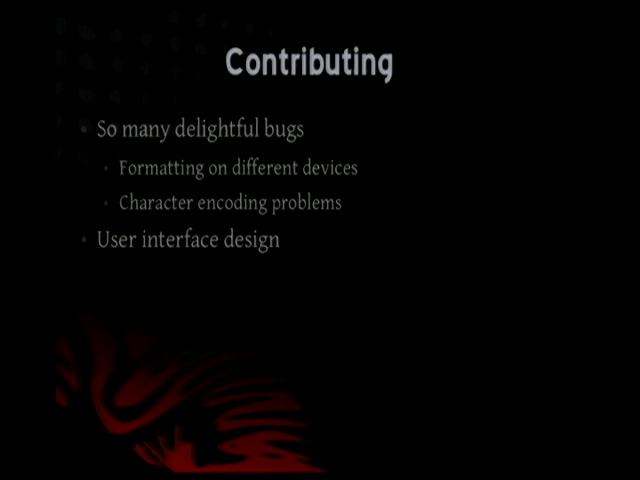 Contributing
So many delightful bugs
Formatting on different devices
Character encoding problems
User interface design